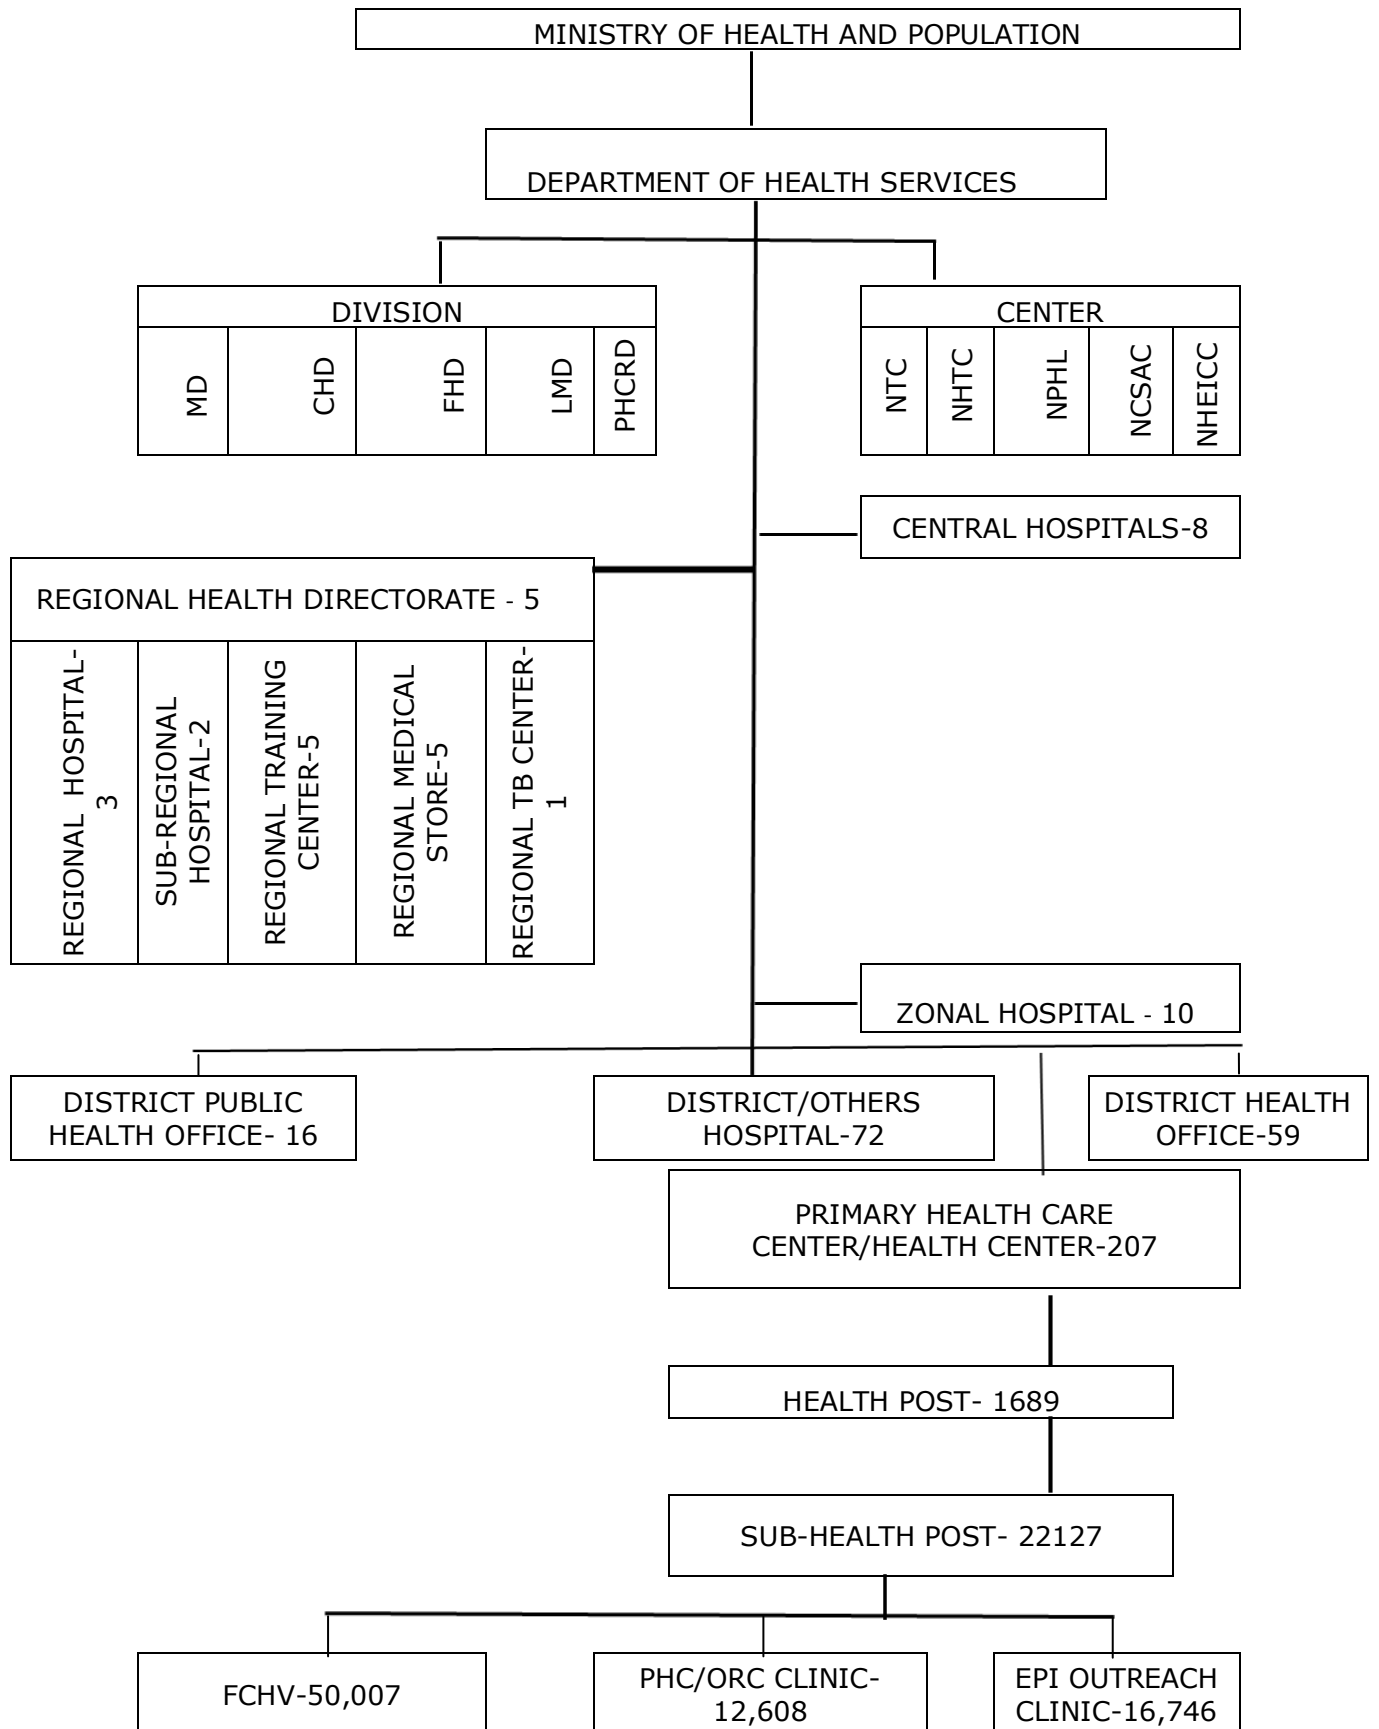 MINISTRY OF HEALTH AND POPULATION
DEPARTMENT OF HEALTH SERVICES
DIVISION
MD
CHD
FHD
LMD
PHCRD
CENTER
NTC
NHTC
NPHL
NCSAC
NHEICC
CENTRAL HOSPITALS-8
REGIONAL HEALTH DIRECTORATE - 5
REGIONAL HOSPITAL-
3
SUB-REGIONAL
HOSPITAL-2
REGIONAL TRAINING
CENTER-5
REGIONAL MEDICAL
STORE-5
REGIONAL TB CENTER-
1
ZONAL HOSPITAL - 10
DISTRICT PUBLIC
HEALTH OFFICE- 16
DISTRICT/OTHERS
HOSPITAL-72
DISTRICT HEALTH
OFFICE-59
PRIMARY HEALTH CARE
CENTER/HEALTH CENTER-207
HEALTH POST- 1689
SUB-HEALTH POST- 22127
FCHV-50,007
PHC/ORC CLINIC-
12,608
EPI OUTREACH
CLINIC-16,746